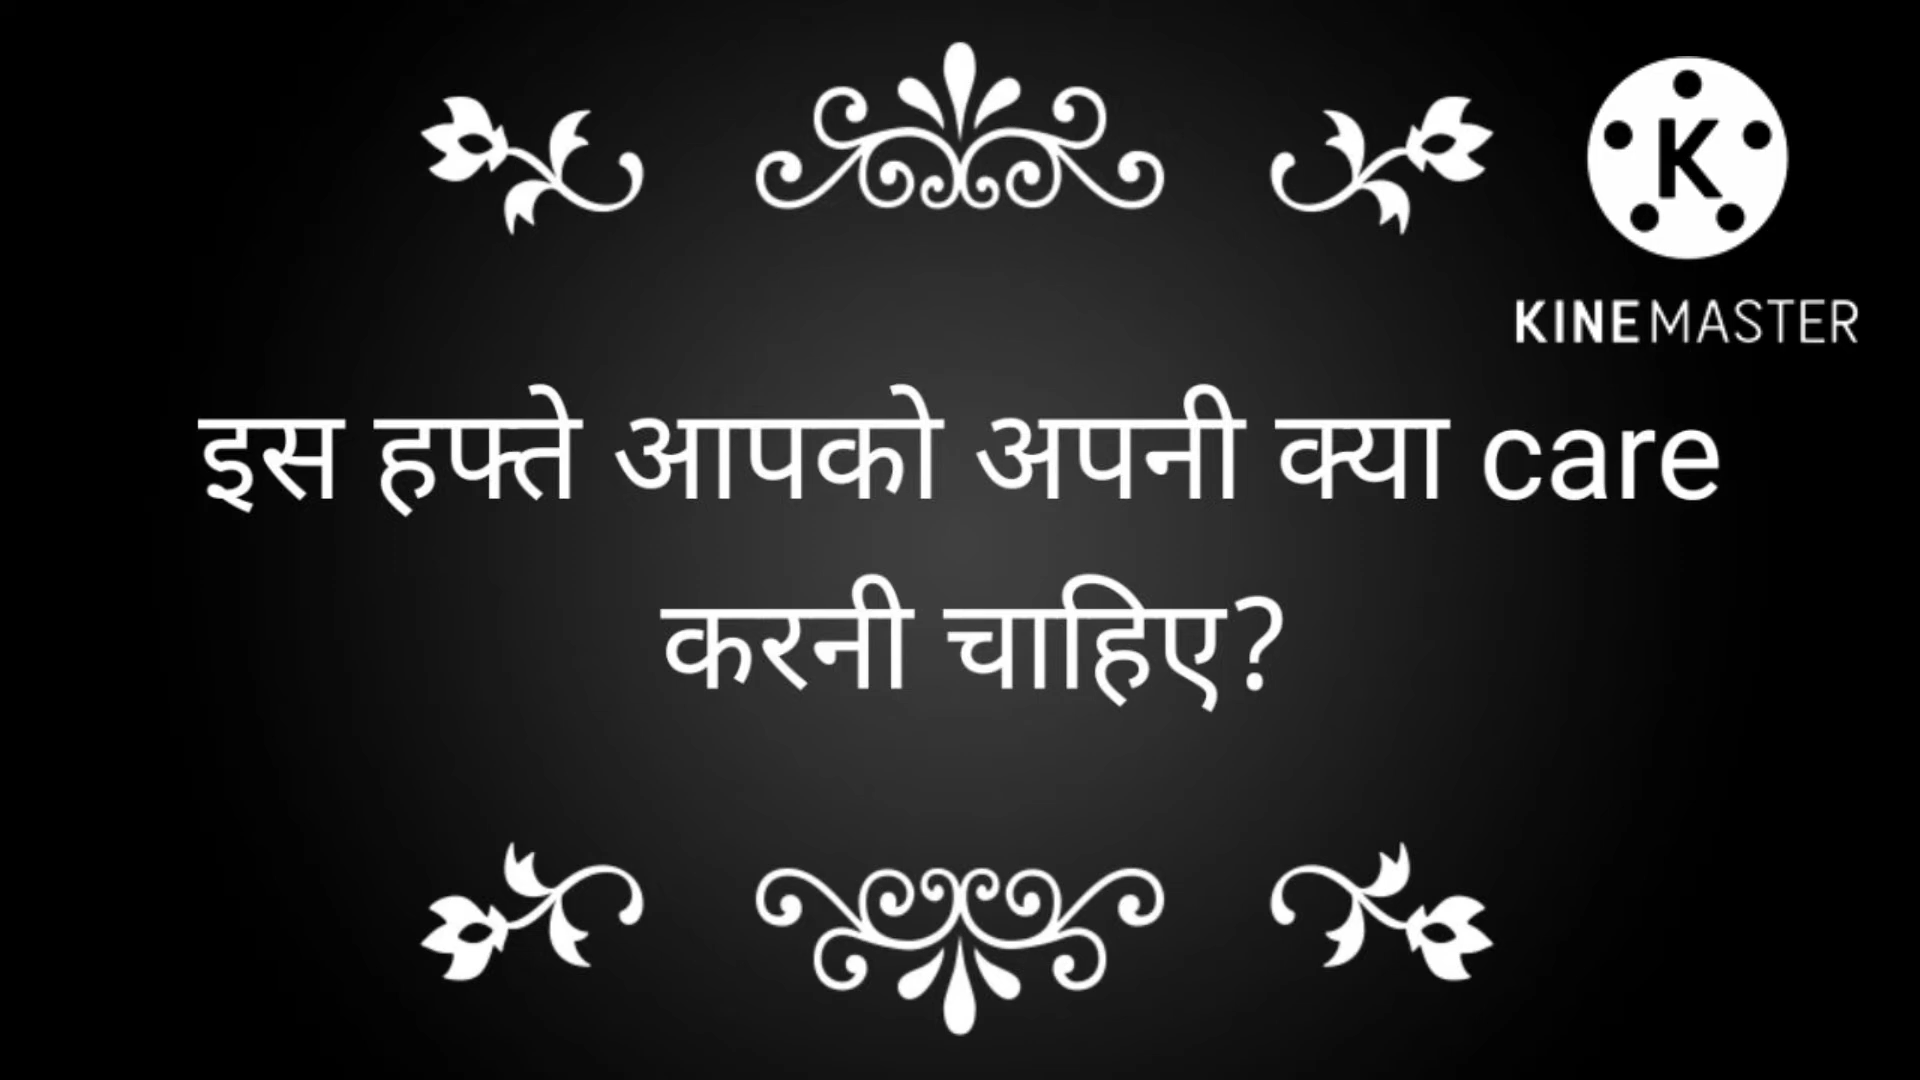 KINEMASTER
इस हफ्ते आपको अपनी क्या care
करनी चाहिए?